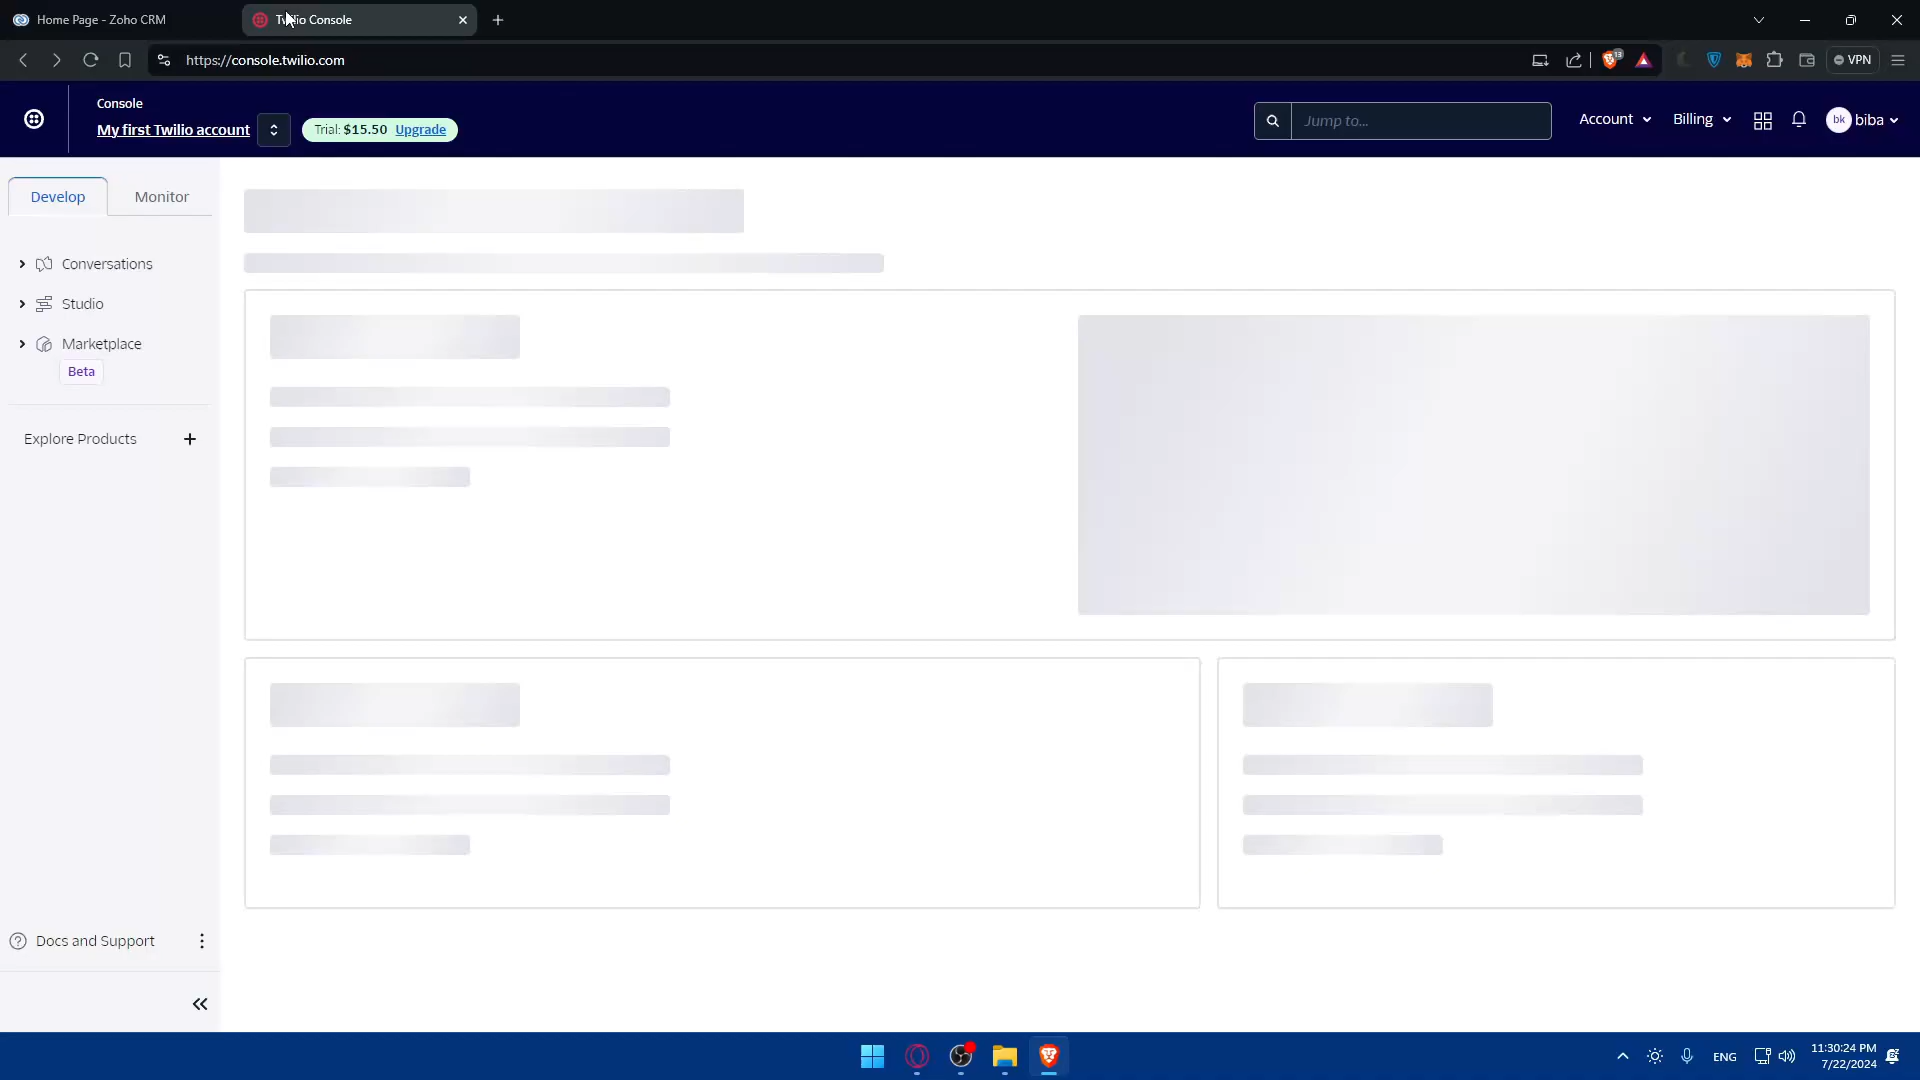 Home Page - Zoho CRM
Twilio Console
https://console.twilio.com
13
VPN
Console
My first Twilio account
Trial: $15.50 Upgrade
Jump to...
Account
Billing
bk
biba
Develop
Monitor
Conversations
Studio
Marketplace
Beta
Explore Products
Docs and Support
ENG
11:30:24 PM
7/22/2024